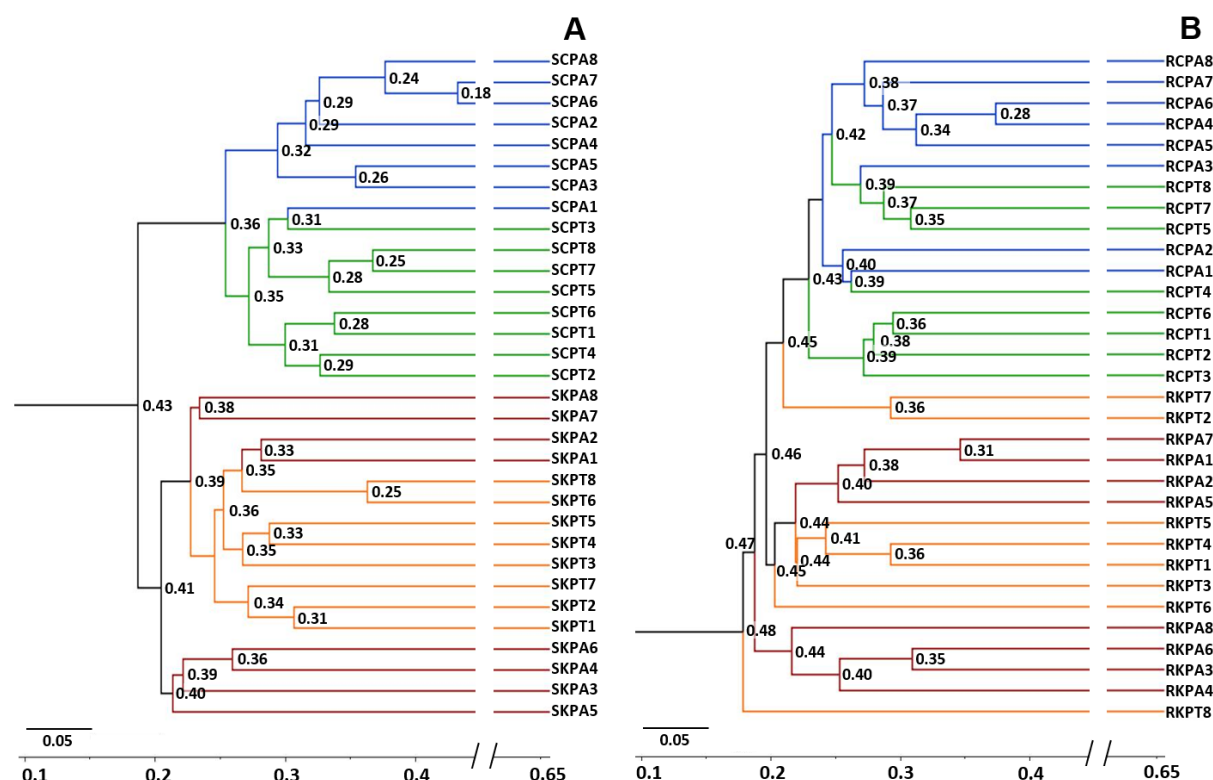 A
SCPA8
0.24
SCPA7
0.18
SCPA6
0.29
SCPA2
0.29
SCPA4
0.32
SCPA5
0.26
SCPA3
SCPA1
0.36
0.31
SCPT3
0.33
SCPT8
0.25
SCPT7
0.28
SCPT5
0.35
SCPT6
0.28
SCPT1
0.31
SCPT4
0.29
SCPT2
0.43
SKPA8
0.38
SKPA7
SKPA2
0.33
SKPA1
0.35
SKPT8
0.39
0.25
SKPT6
0.36
SKPT5
0.33
SKPT4
0.35
SKPT3
0.41
SKPT7
0.34
SKPT2
0.31
SKPT1
SKPA6
0.36
SKPA4
0.39
SKPA3
0.40
SKPA5
0.05
0.1 0.2 0.3 0.4 0.65
B
RCPA8
0.38
RCPA7
0.37
RCPA6
0.28
RCPA4
0.34
0.42
RCPA5
RCPA3
0.39
RCPT8
0.37
RCPT7
0.35
RCPT5
RCPA2
0.40
RCPA1
0.43
0.39
RCPT4
RCPT6
0.36
RCPT1
0.45
0.38
RCPT2
0.39
RCPT3
RKPT7
0.36
RKPT2
RKPA7
0.31
RKPA1
0.46
0.38
RKPA2
0.40
RKPA5
RKPT5
0.44
0.41
RKPT4
0.47
0.36
RKPT1
0.44
0.45
RKPT3
RKPT6
RKPA8
0.48
RKPA6
0.44
0.35
RKPA3
0.40
RKPA4
RKPT8
0.05
0.1 0.2 0.3 0.4 0.65